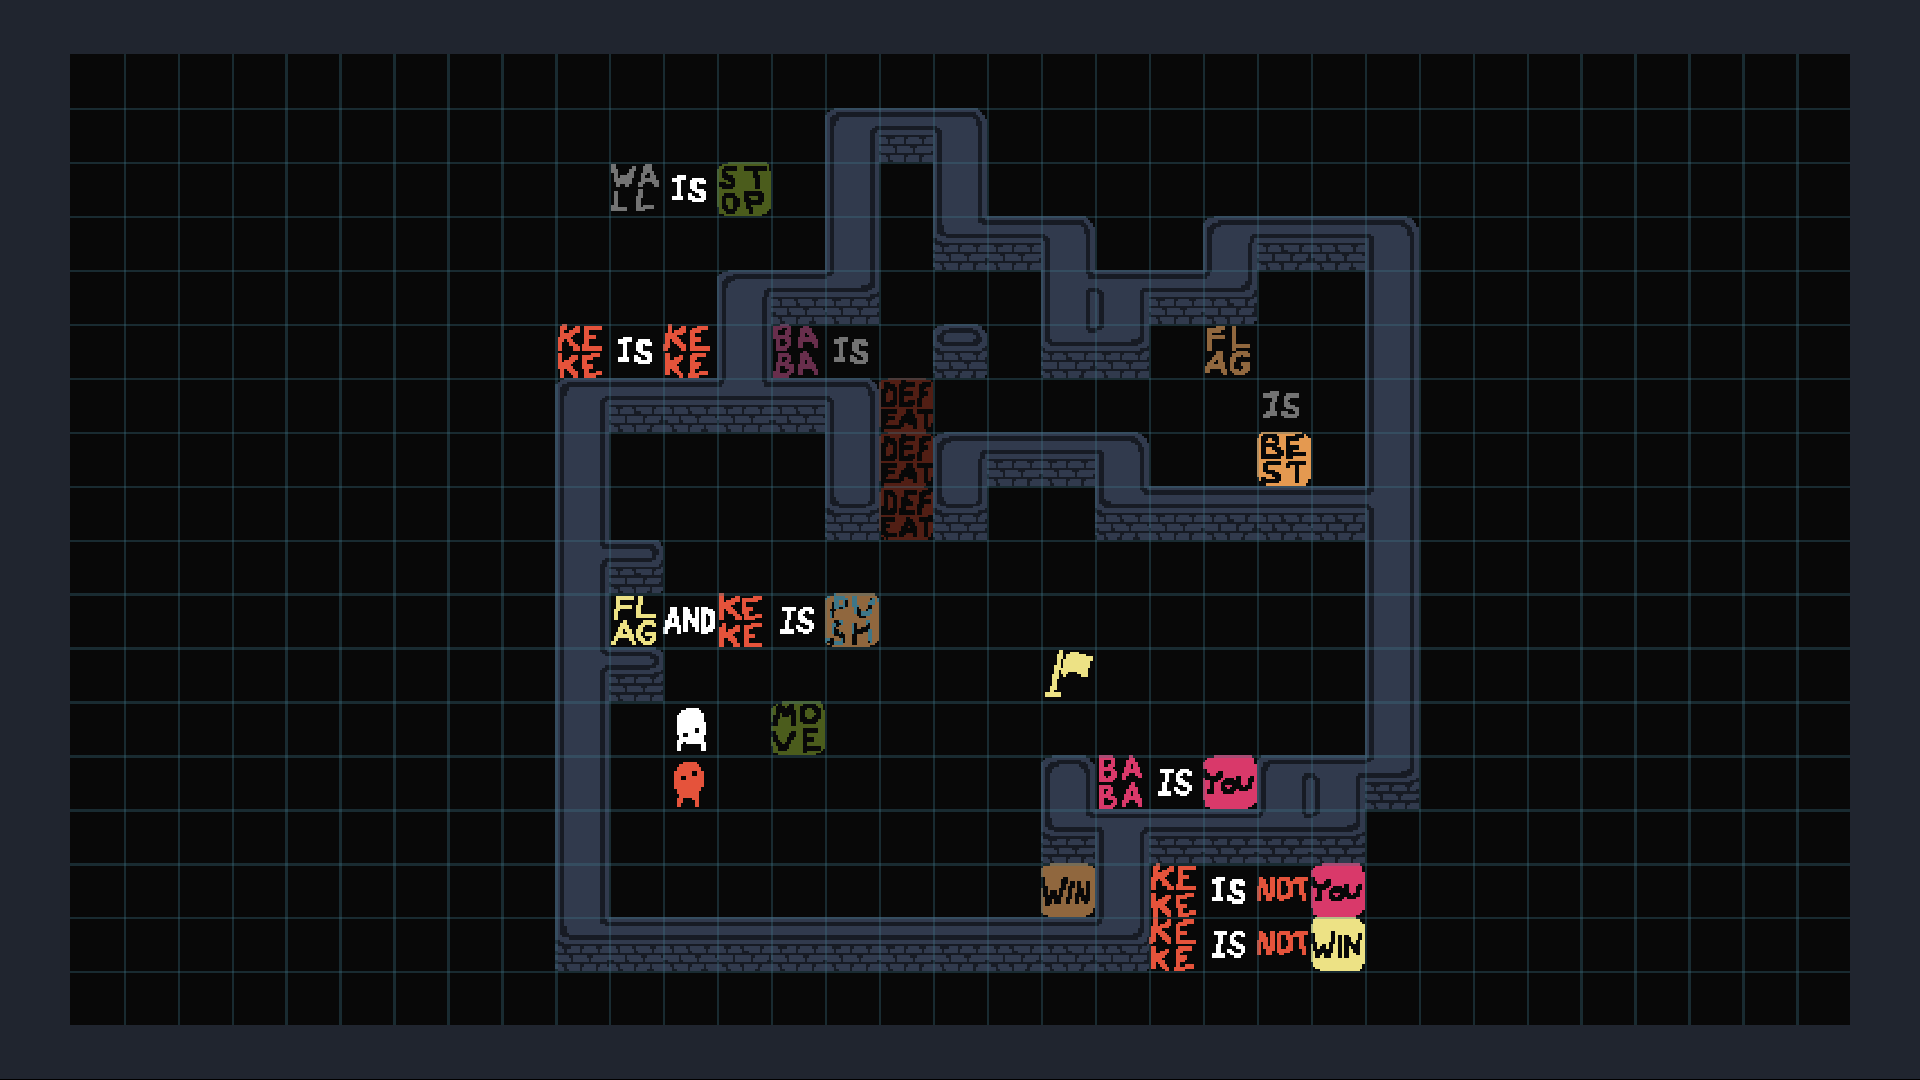 WALL IS STOP
KEKE IS KEKE BABA IS FLAG
DEFEAT IS
DEFEAT BEST
DEFEAT
FLAG AND KEKE IS PUSH
MOVE
BABA IS YOU
WIN KEKE IS NOT YOU
KEKE IS NOT WIN